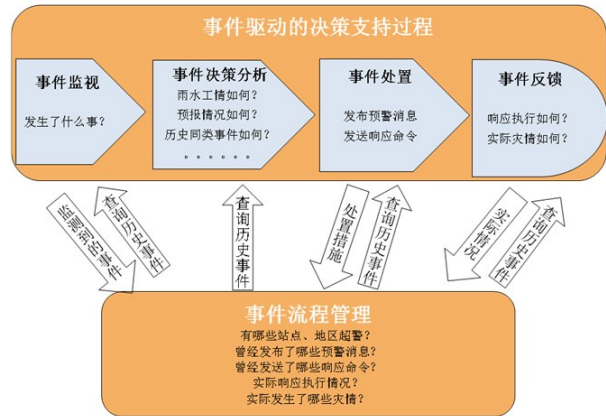 事件驱动的决策支持过程
事件监视
发生了什么事？
事件决策分析
雨水工情如何？
预报情况如何？
历史同类事件如何？
。。。。。。
事件处置
发布预警消息
发送响应命令
事件反馈
响应执行如何？
实际灾情如何？
监测到的事件
查询历史事件
查询历史事件
处置措施
查询历史事件
实际情况
查询历史事件
事件流程管理
有哪些站点、地区超警？
曾经发布了哪些预警消息？
曾经发送了哪些响应命令？
实际响应执行情况？
实际发生了哪些灾情？